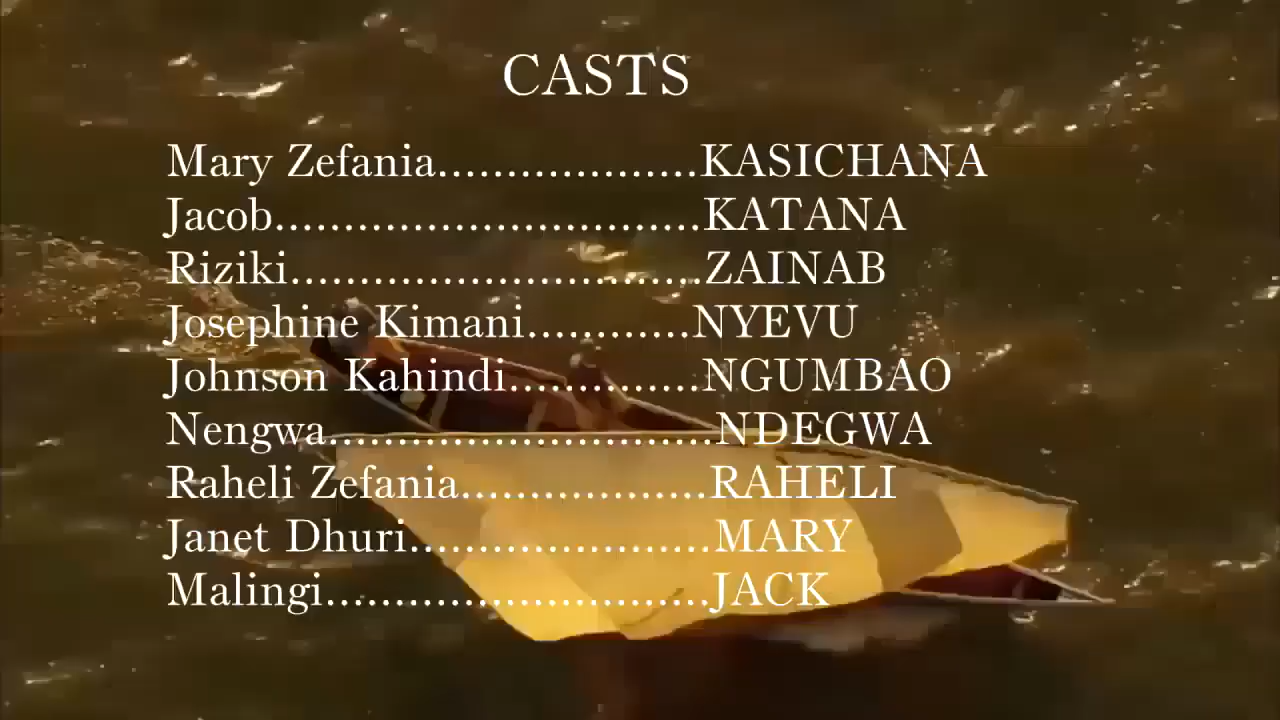 CASTS
Mary Zefania...................KASICHANA
Jacob...............................KATANA
Riziki..............................ZAINAB
Josephine Kimani............NYEVU
Johnson Kahindi..............NGUMBAO
Nengwa............................NDEGWA
Raheli Zefania..................RAHELI
Janet Dhuri......................MARY
Malingi............................JACK